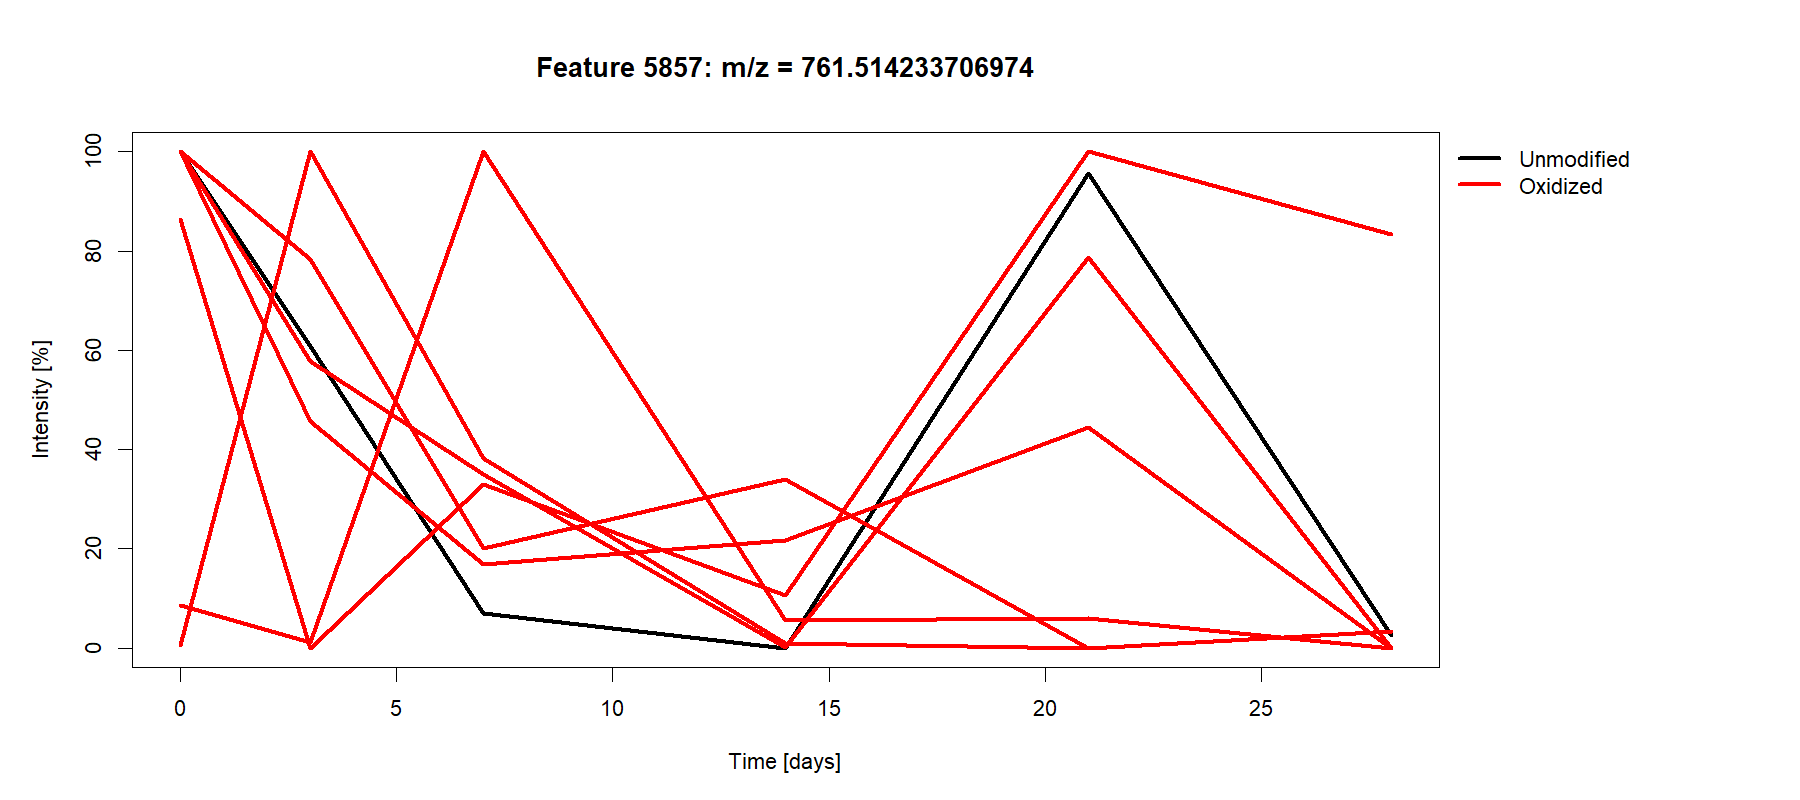 Feature 5857: m/z = 761.514233706974
Unmodified
Oxidized
Intensity [%]
100
80
60
40
20
0
0 5 10 15 20 25
Time [days]